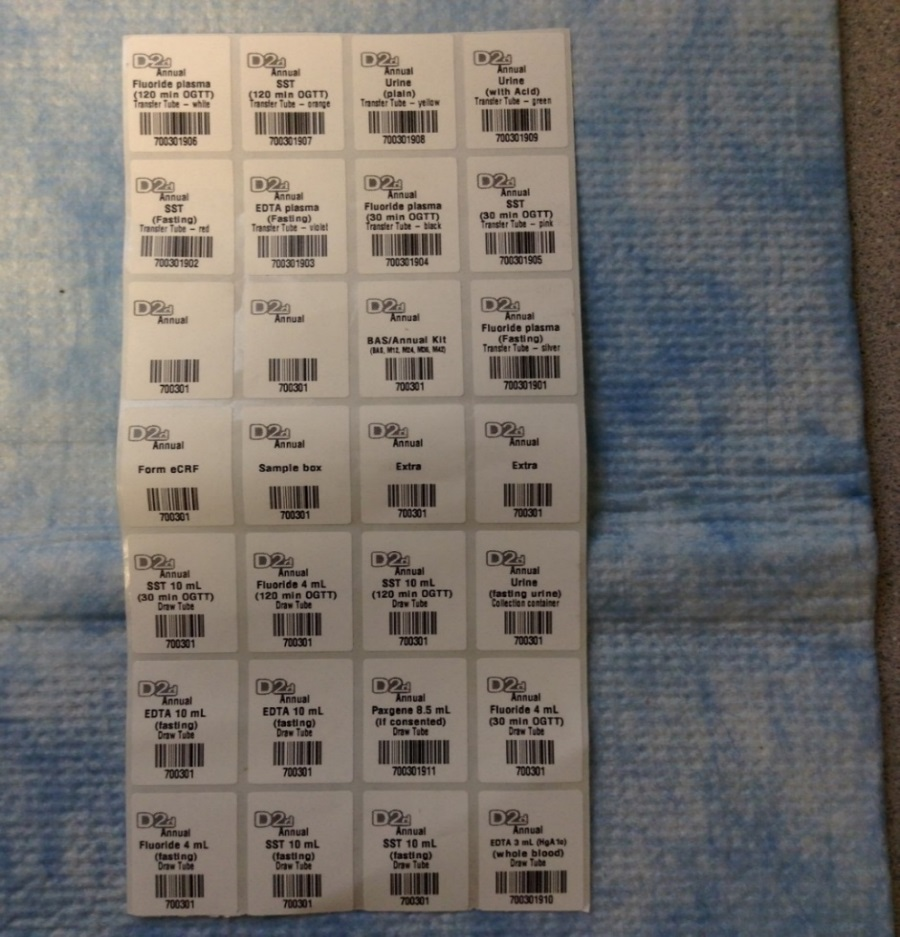 D2d
Annual
Fluoride plasma
(120 min OGTT)
Transfer Tube - white
700301906
D2d
Annual
SST
(120 min OGTT)
Transfer Tube - orange
700301907
D2d
Annual
Urine
(plain)
Transfer Tube - yellow
700301908
D2d
Annual
Urine
(with Acid)
Transfer Tube - green
700301909
D2d
Annual
SST
(Fasting)
Transfer Tube - red
700301902
D2d
Annual
EDTA plasma
(Fasting)
Transfer Tube - violet
700301903
D2d
Annual
Fluoride plasma
(30 min OGTT)
Transfer Tube - black
700301904
D2d
Annual
SST
(30 min OGTT)
Transfer Tube - pink
700301905
D2d
Annual
700301
D2d
Annual
700301
D2d
Annual
BAS/Annual Kit
(BAS, M12, M24, M36, M42)
700301
D2d
Annual
Fluoride plasma
(Fasting)
Transfer Tube - silver
700301901
D2d
Annual
Form eCRF
700301
D2d
Annual
Sample box
700301
D2d
Annual
Extra
700301
D2d
Annual
Extra
700301
D2d
Annual
SST 10 mL
(30 min OGTT)
Draw Tube
700301
D2d
Annual
Fluoride 4 mL
(120 min OGTT)
Draw Tube
700301
D2d
Annual
SST 10 mL
(120 min OGTT)
Draw Tube
700301
D2d
Annual
Urine
(fasting urine)
Collection container
700301
D2d
Annual
EDTA 10 mL
(fasting)
Draw Tube
700301
D2d
Annual
EDTA 10 mL
(fasting)
Draw Tube
700301
D2d
Annual
Paxgene 8.5 mL
(if consented)
Draw Tube
700301911
D2d
Annual
Fluoride 4 mL
(30 min OGTT)
Draw Tube
700301
D2d
Annual
Fluoride 4 mL
(fasting)
Draw Tube
700301
D2d
Annual
SST 10 mL
(fasting)
Draw Tube
700301
D2d
Annual
SST 10 mL
(fasting)
Draw Tube
700301
D2d
Annual
EDTA 3 mL (HgA1c)
(whole blood)
Draw Tube
700301910